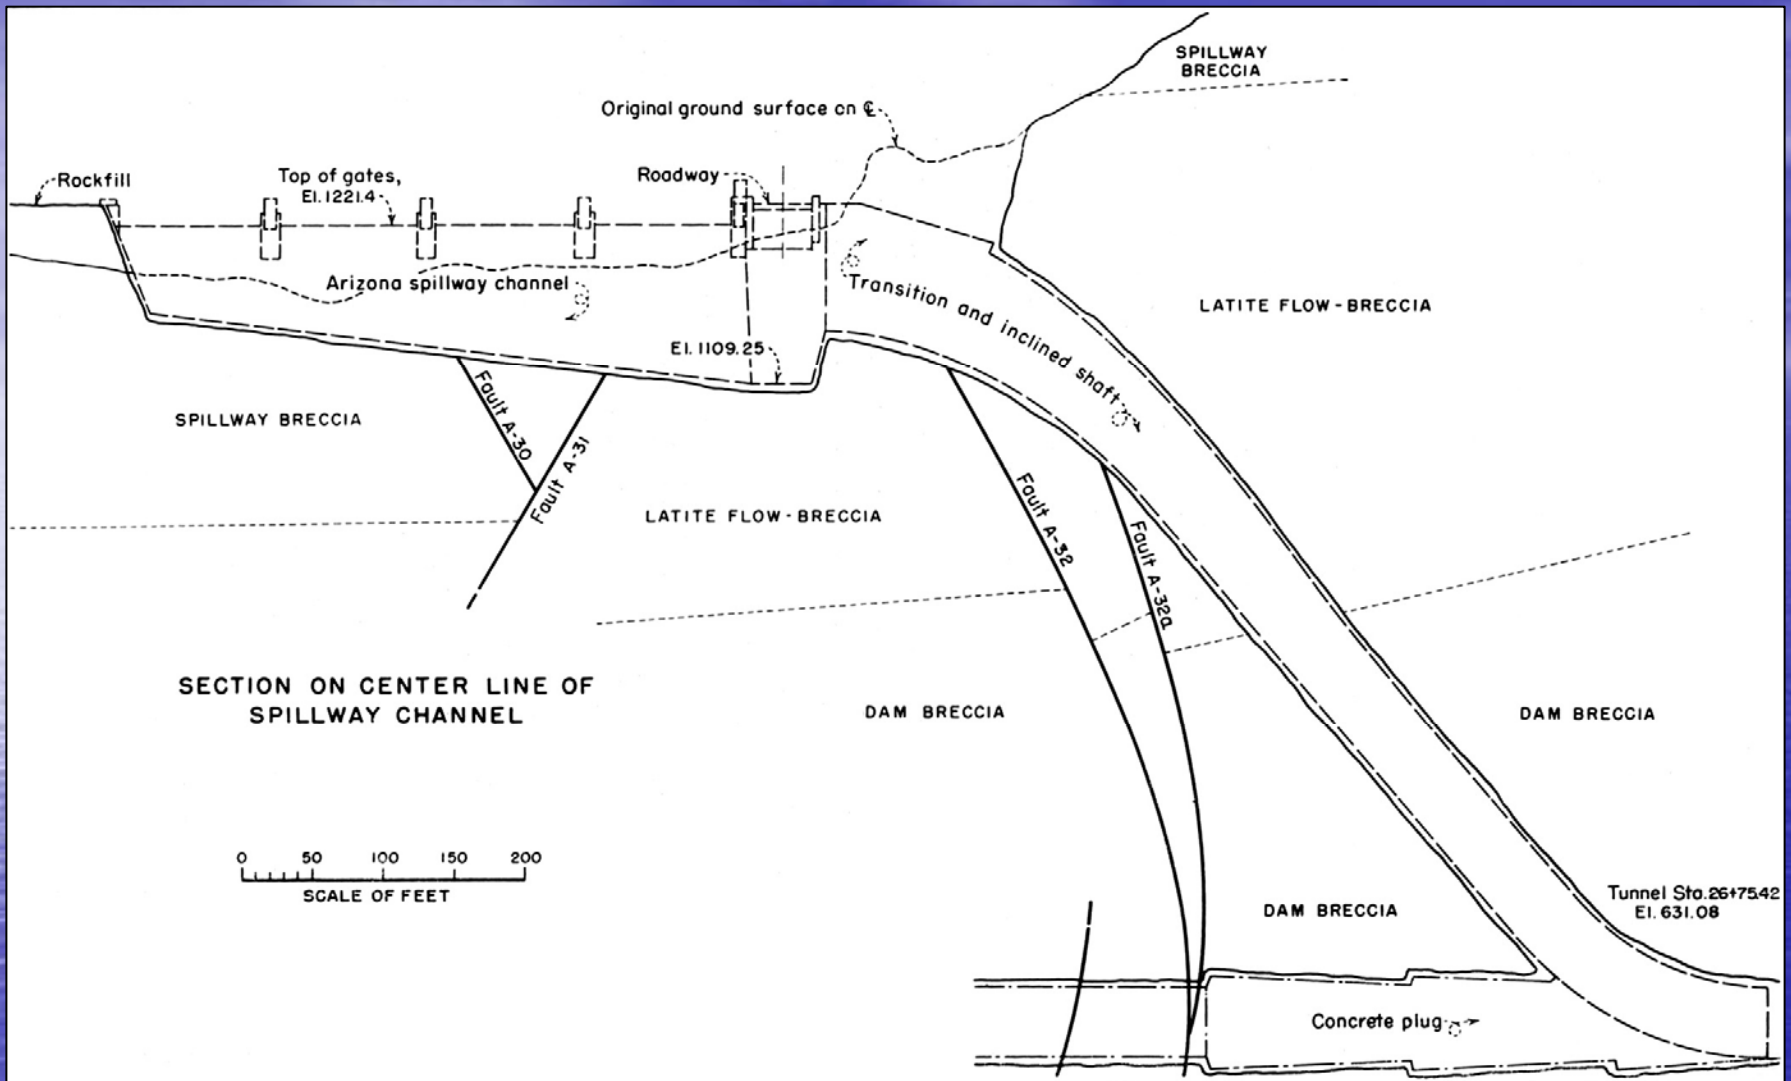 SPILLWAY
BRECCIA
Original ground surface on ℄
Rockfill
Top of gates,
El. 1221.4
Roadway
Arizona spillway channel
Transition and inclined shaft
LATITE FLOW-BRECCIA
El. 1109.25
SPILLWAY BRECCIA
Fault A-30
Fault A-31
LATITE FLOW-BRECCIA
Fault A-32
Fault A-32a
SECTION ON CENTER LINE OF
SPILLWAY CHANNEL
DAM BRECCIA
DAM BRECCIA
0 50 100 150 200
SCALE OF FEET
DAM BRECCIA
Tunnel Sta. 26+75.42
El. 631.08
Concrete plug